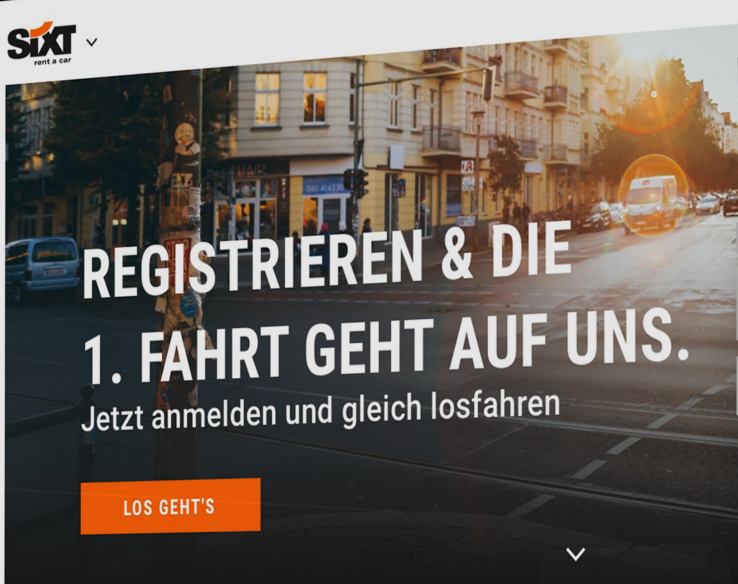 SIXT
rent a car
REGISTRIEREN & DIE
1. FAHRT GEHT AUF UNS.
Jetzt anmelden und gleich losfahren
LOS GEHT'S